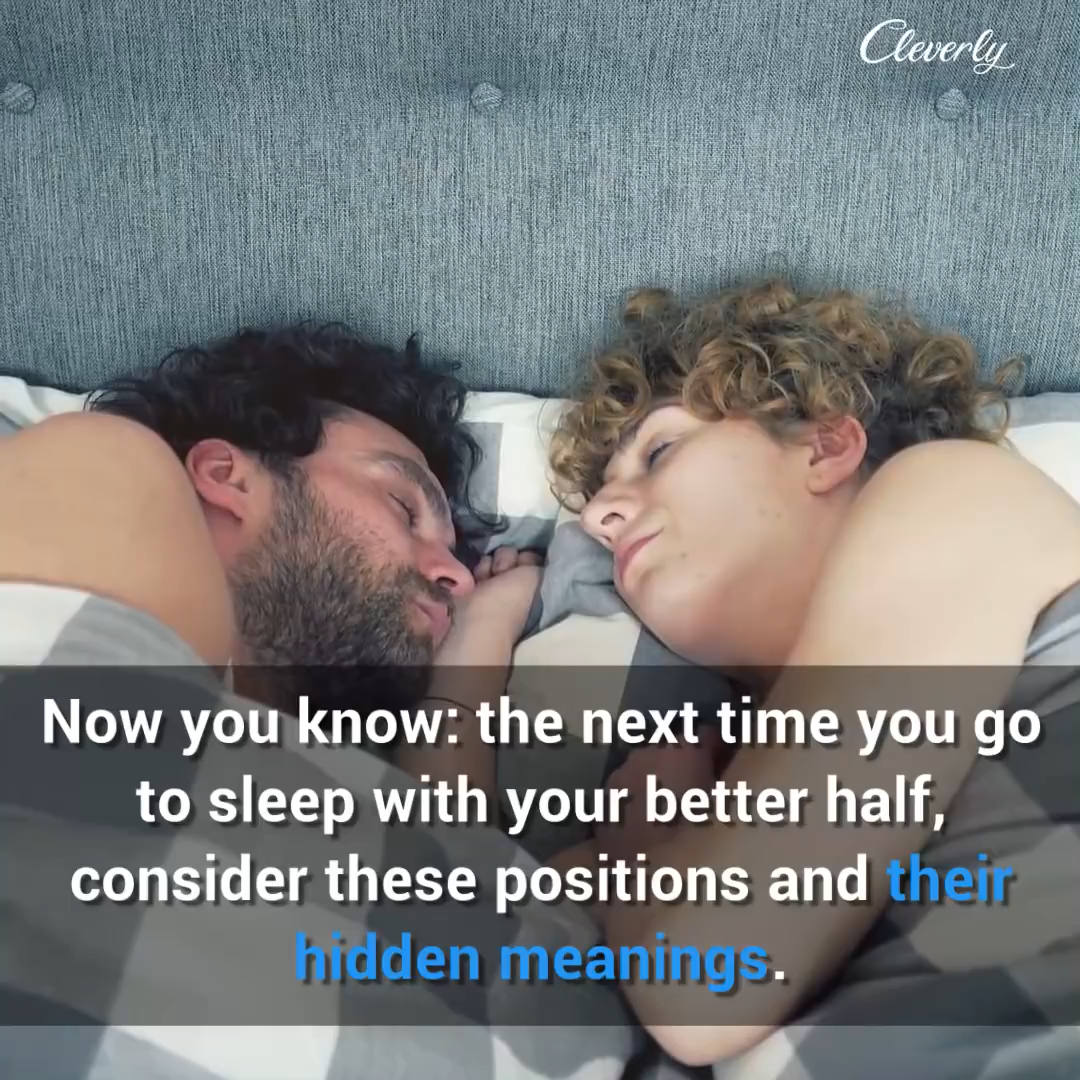 Cleverly
Now you know: the next time you go
to sleep with your better half,
consider these positions and their
hidden meanings.